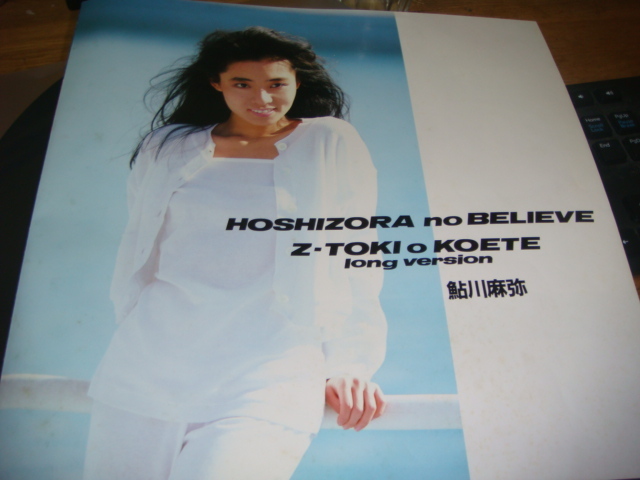 HOSHIZORA no BELIEVE
Z-TOKI o KOETE
long version
鮎川麻弥